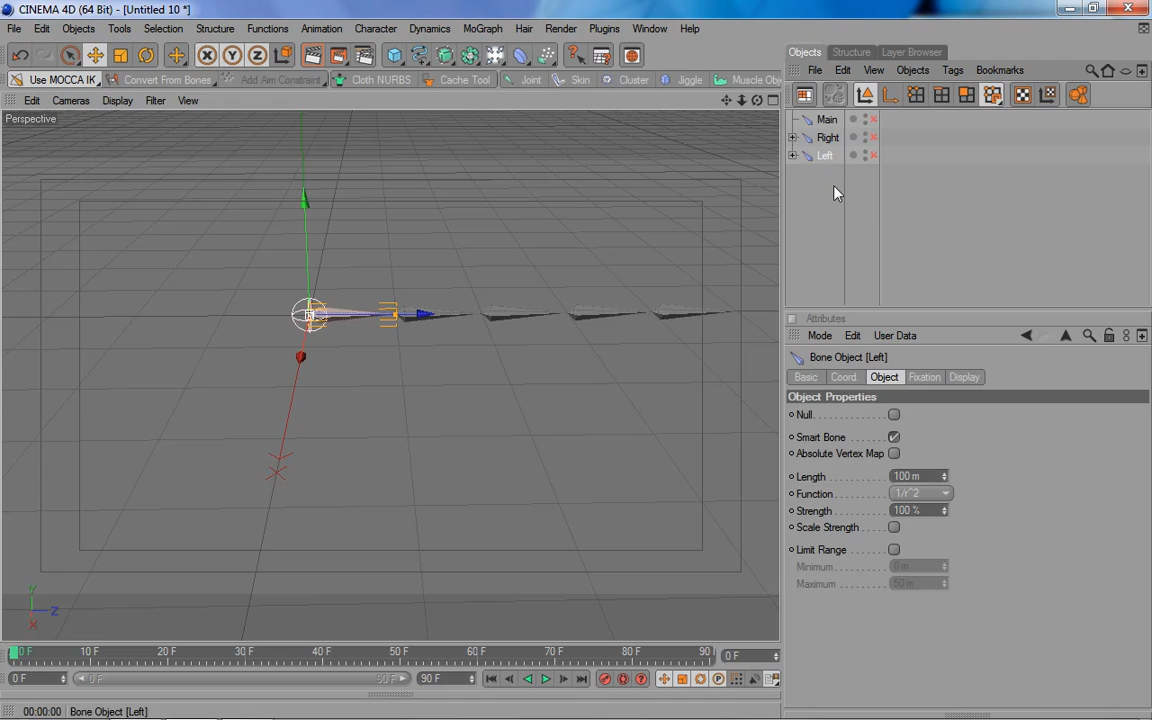 CINEMA 4D (64 Bit) - [Untitled 10 *]
File Edit Objects Tools Selection Structure Functions Animation Character Dynamics MoGraph Hair Render Plugins Window Help
X Y Z
Use MOCCA IK Convert From Bones Add Aim Constraint Cloth NURBS Cache Tool Joint Skin Cluster Jiggle Muscle Obj
Edit Cameras Display Filter View
Perspective
Y
Z
X
0 F 10 F 20 F 30 F 40 F 50 F 60 F 70 F 80 F 90 0 F
0 F 0 F 90 F 90 F
00:00:00 Bone Object [Left]
Objects Structure Layer Browser
File Edit View Objects Tags Bookmarks
Main
Right
Left
Attributes
Mode Edit User Data
Bone Object [Left]
Basic Coord. Object Fixation Display
Object Properties
Null
Smart Bone
Absolute Vertex Map
Length 100 m
Function 1/r^2
Strength 100 %
Scale Strength
Limit Range
Minimum 0 m
Maximum 50 m